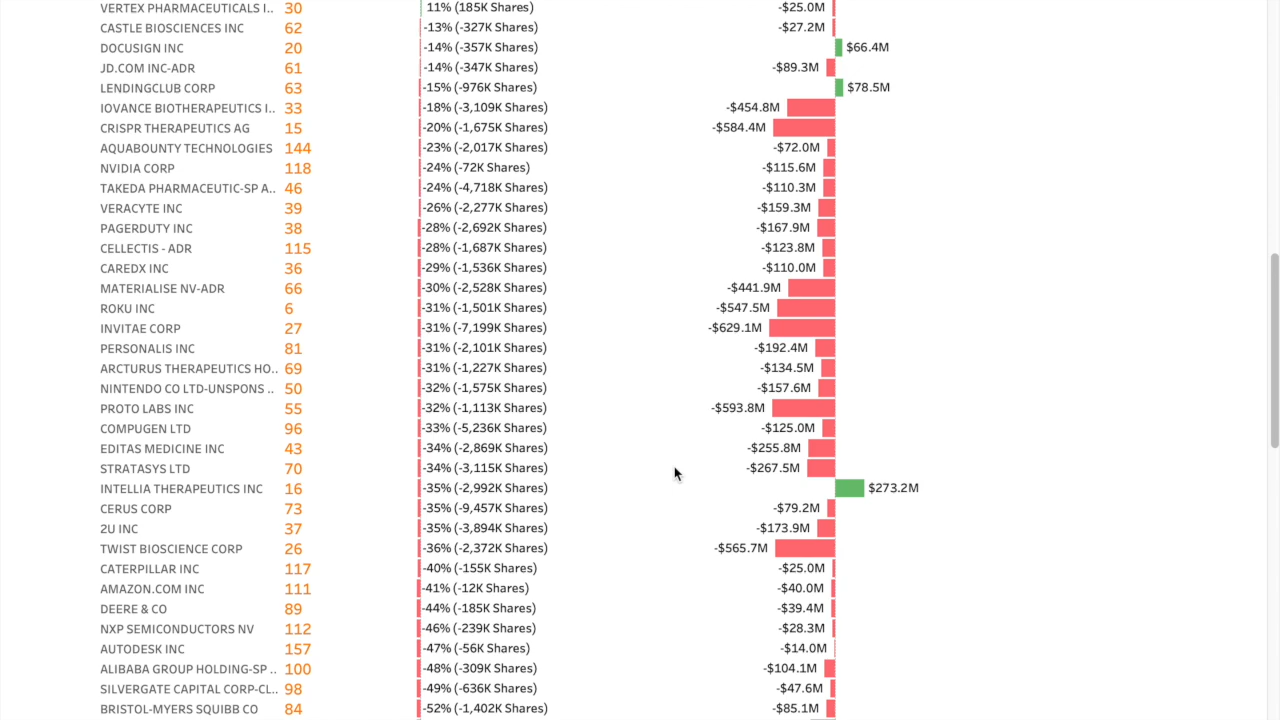 VERTEX PHARMACEUTICALS I.. 30 11% (185K Shares) -$25.0M
CASTLE BIOSCIENCES INC 62 -13% (-327K Shares) -$27.2M
DOCUSIGN INC 20 -14% (-357K Shares) $66.4M
JD.COM INC-ADR 61 -14% (-347K Shares) -$89.3M
LENDINGCLUB CORP 63 -15% (-976K Shares) $78.5M
IOVANCE BIOTHERAPEUTICS I.. 33 -18% (-3,109K Shares) -$454.8M
CRISPR THERAPEUTICS AG 15 -20% (-1,675K Shares) -$584.4M
AQUABOUNTY TECHNOLOGIES 144 -23% (-2,017K Shares) -$72.0M
NVIDIA CORP 118 -24% (-72K Shares) -$115.6M
TAKEDA PHARMACEUTIC-SP A.. 46 -24% (-4,718K Shares) -$110.3M
VERACYTE INC 39 -26% (-2,277K Shares) -$159.3M
PAGERDUTY INC 38 -28% (-2,692K Shares) -$167.9M
CELLECTIS - ADR 115 -28% (-1,687K Shares) -$123.8M
CAREDX INC 36 -29% (-1,536K Shares) -$110.0M
MATERIALISE NV-ADR 66 -30% (-2,528K Shares) -$441.9M
ROKU INC 6 -31% (-1,501K Shares) -$547.5M
INVITAE CORP 27 -31% (-7,199K Shares) -$629.1M
PERSONALIS INC 81 -31% (-2,101K Shares) -$192.4M
ARCTURUS THERAPEUTICS HO.. 69 -31% (-1,227K Shares) -$134.5M
NINTENDO CO LTD-UNSPONS .. 50 -32% (-1,575K Shares) -$157.6M
PROTO LABS INC 55 -32% (-1,113K Shares) -$593.8M
COMPUGEN LTD 96 -33% (-5,236K Shares) -$125.0M
EDITAS MEDICINE INC 43 -34% (-2,869K Shares) -$255.8M
STRATASYS LTD 70 -34% (-3,115K Shares) -$267.5M
INTELLIA THERAPEUTICS INC 16 -35% (-2,992K Shares) $273.2M
CERUS CORP 73 -35% (-9,457K Shares) -$79.2M
2U INC 37 -35% (-3,894K Shares) -$173.9M
TWIST BIOSCIENCE CORP 26 -36% (-2,372K Shares) -$565.7M
CATERPILLAR INC 117 -40% (-155K Shares) -$25.0M
AMAZON.COM INC 111 -41% (-12K Shares) -$40.0M
DEERE & CO 89 -44% (-185K Shares) -$39.4M
NXP SEMICONDUCTORS NV 112 -46% (-239K Shares) -$28.3M
AUTODESK INC 157 -47% (-56K Shares) -$14.0M
ALIBABA GROUP HOLDING-SP .. 100 -48% (-309K Shares) -$104.1M
SILVERGATE CAPITAL CORP-CL.. 98 -49% (-636K Shares) -$47.6M
BRISTOL-MYERS SQUIBB CO 84 -52% (-1,402K Shares) -$85.1M